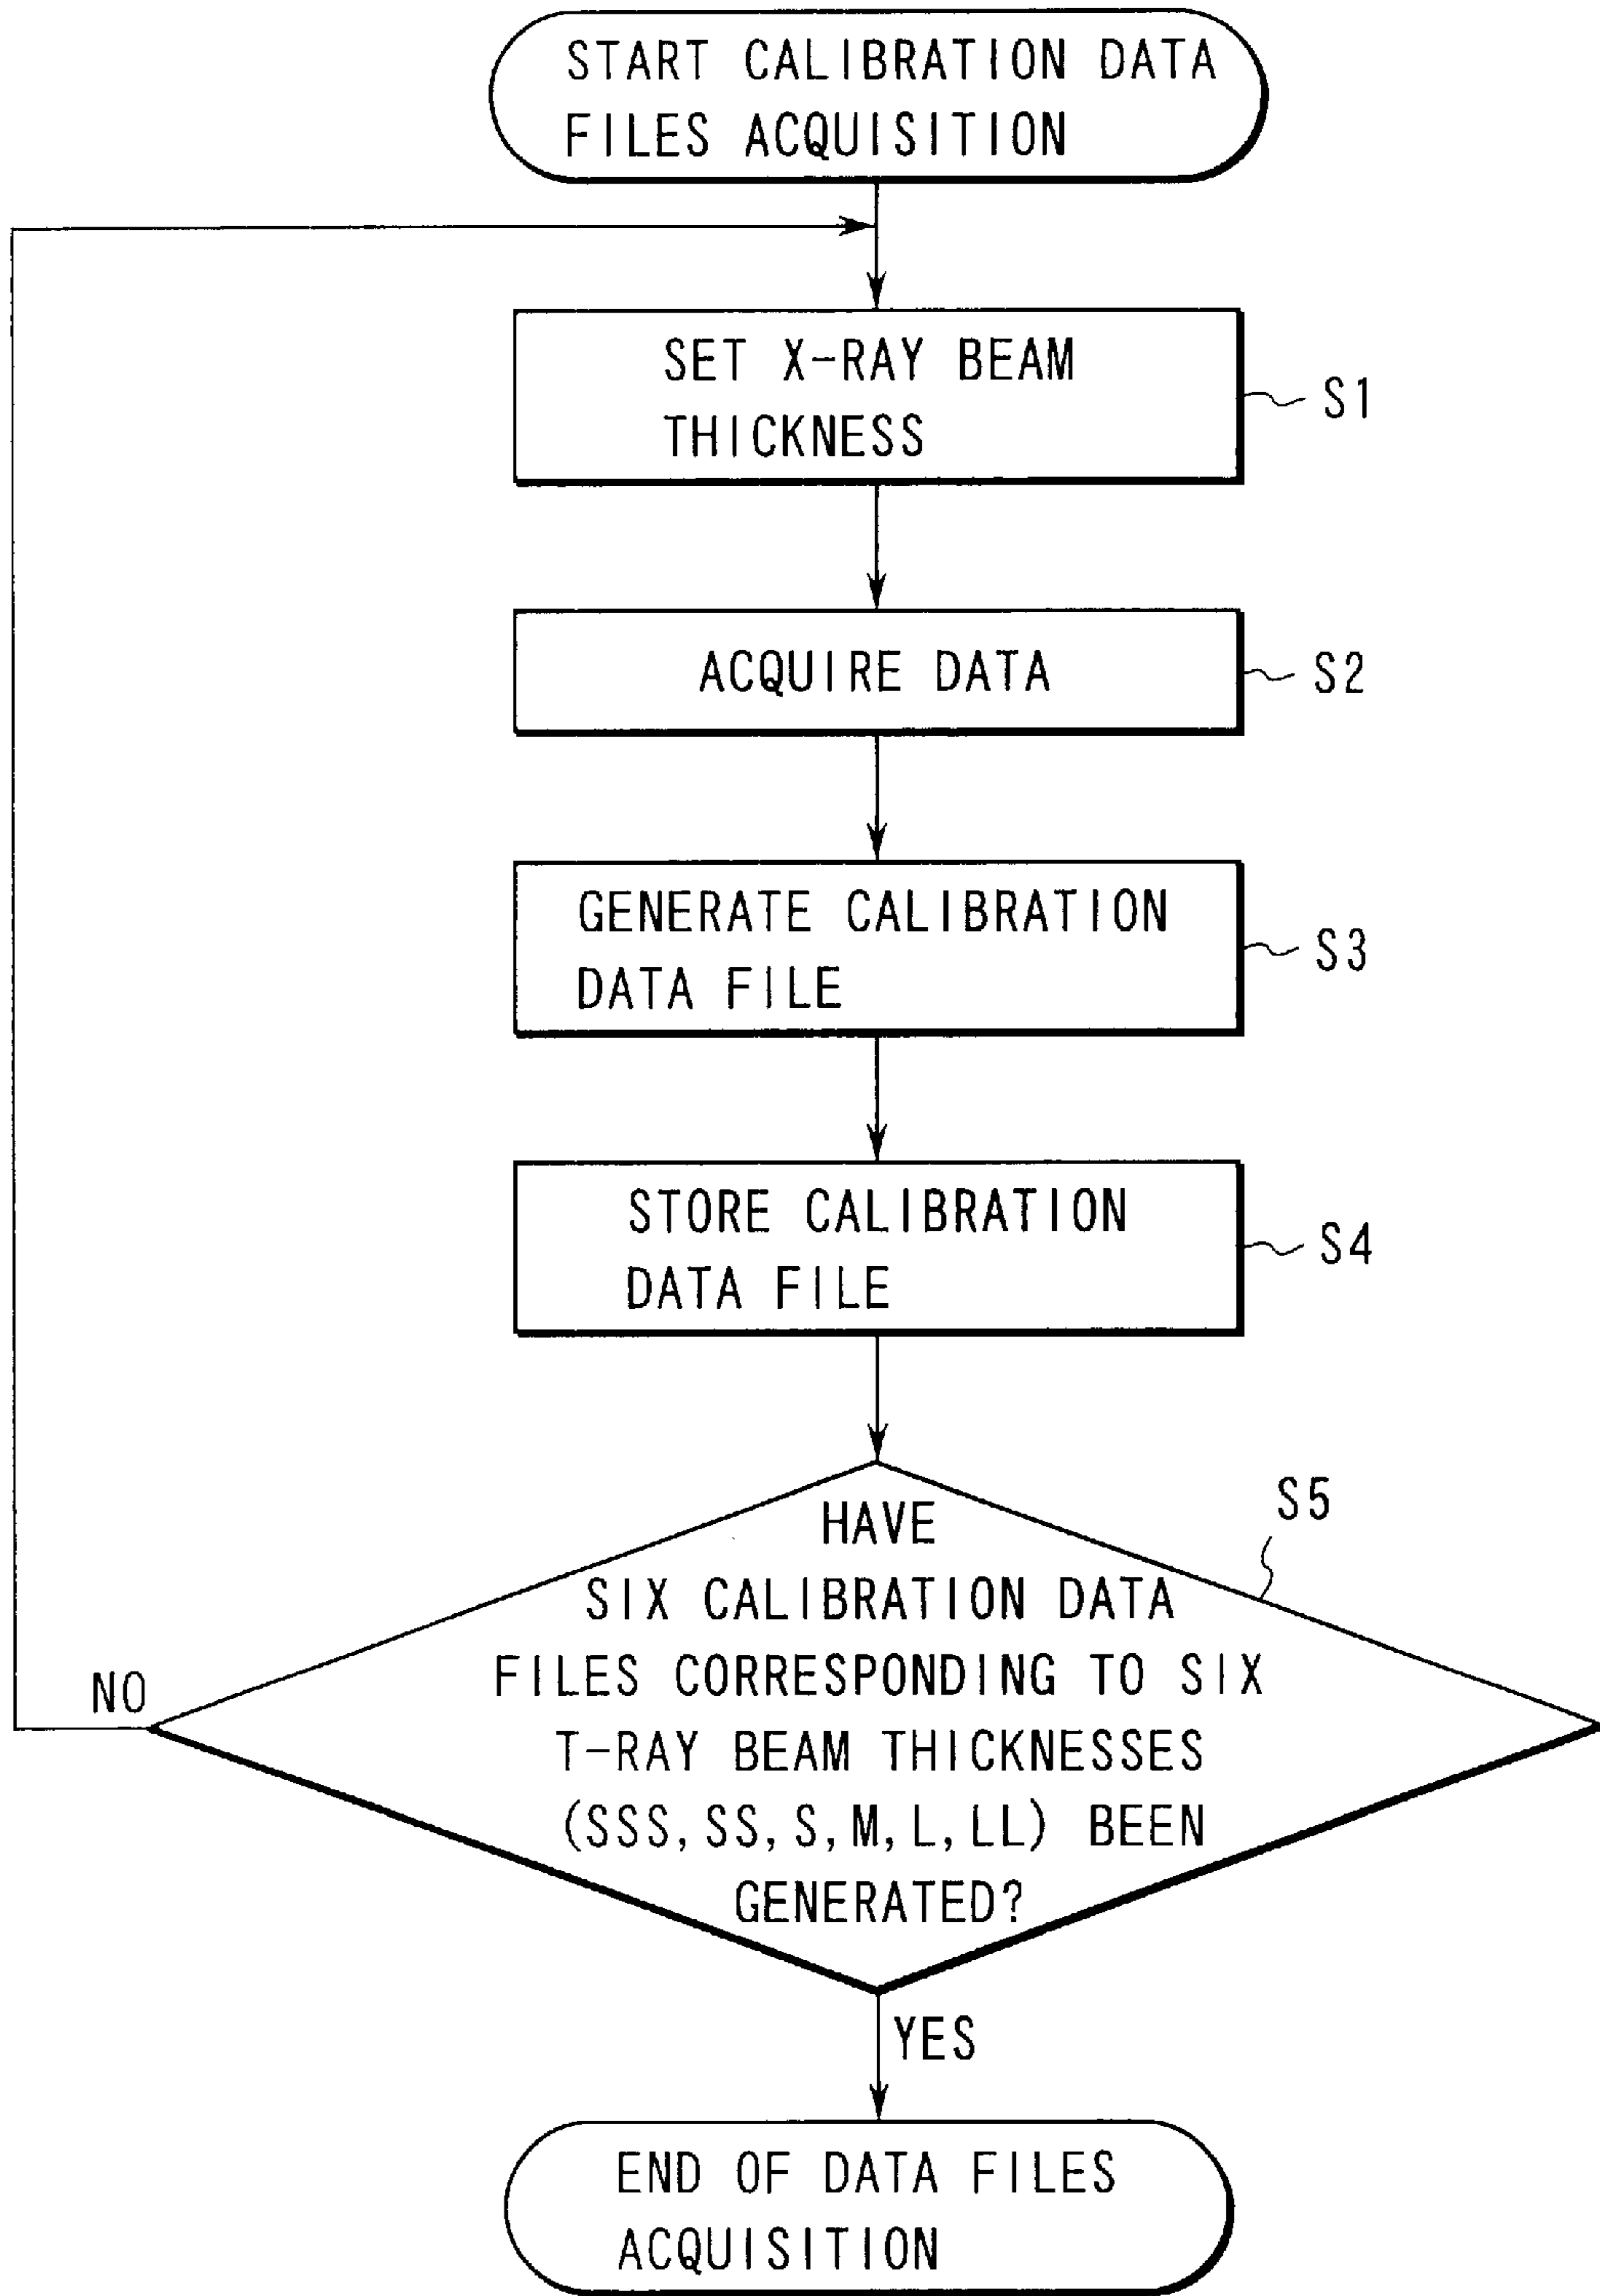 START CALIBRATION DATA
FILES ACQUISITION
SET X-RAY BEAM
THICKNESS
S1
ACQUIRE DATA
S2
GENERATE CALIBRATION
DATA FILE
S3
STORE CALIBRATION
DATA FILE
S4
S5
HAVE
SIX CALIBRATION DATA
FILES CORRESPONDING TO SIX
T-RAY BEAM THICKNESSES
(SSS, SS, S, M, L, LL) BEEN
GENERATED?
NO
YES
END OF DATA FILES
ACQUISITION